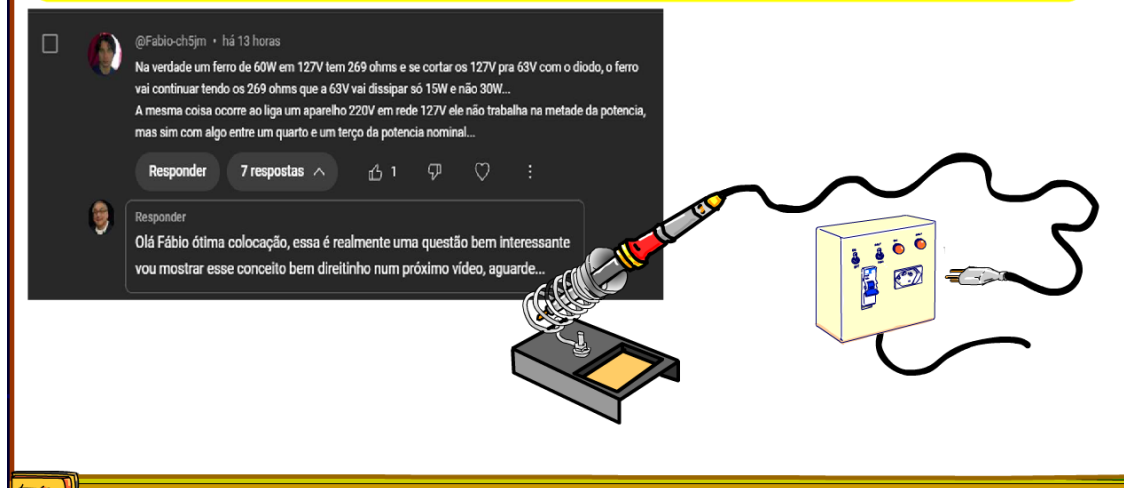 @Fabio-ch5jm • há 13 horas
Na verdade um ferro de 60W em 127V tem 269 ohms e se cortar os 127V pra 63V com o diodo, o ferro
vai continuar tendo os 269 ohms que a 63V vai dissipar só 15W e não 30W...
A mesma coisa ocorre ao liga um aparelho 220V em rede 127V ele não trabalha na metade da potencia,
mas sim com algo entre um quarto e um terço da potencia nominal...
Responder 7 respostas 1
Responder
Olá Fábio ótima colocação, essa é realmente uma questão bem interessante
vou mostrar esse conceito bem direitinho num próximo vídeo, aguarde...